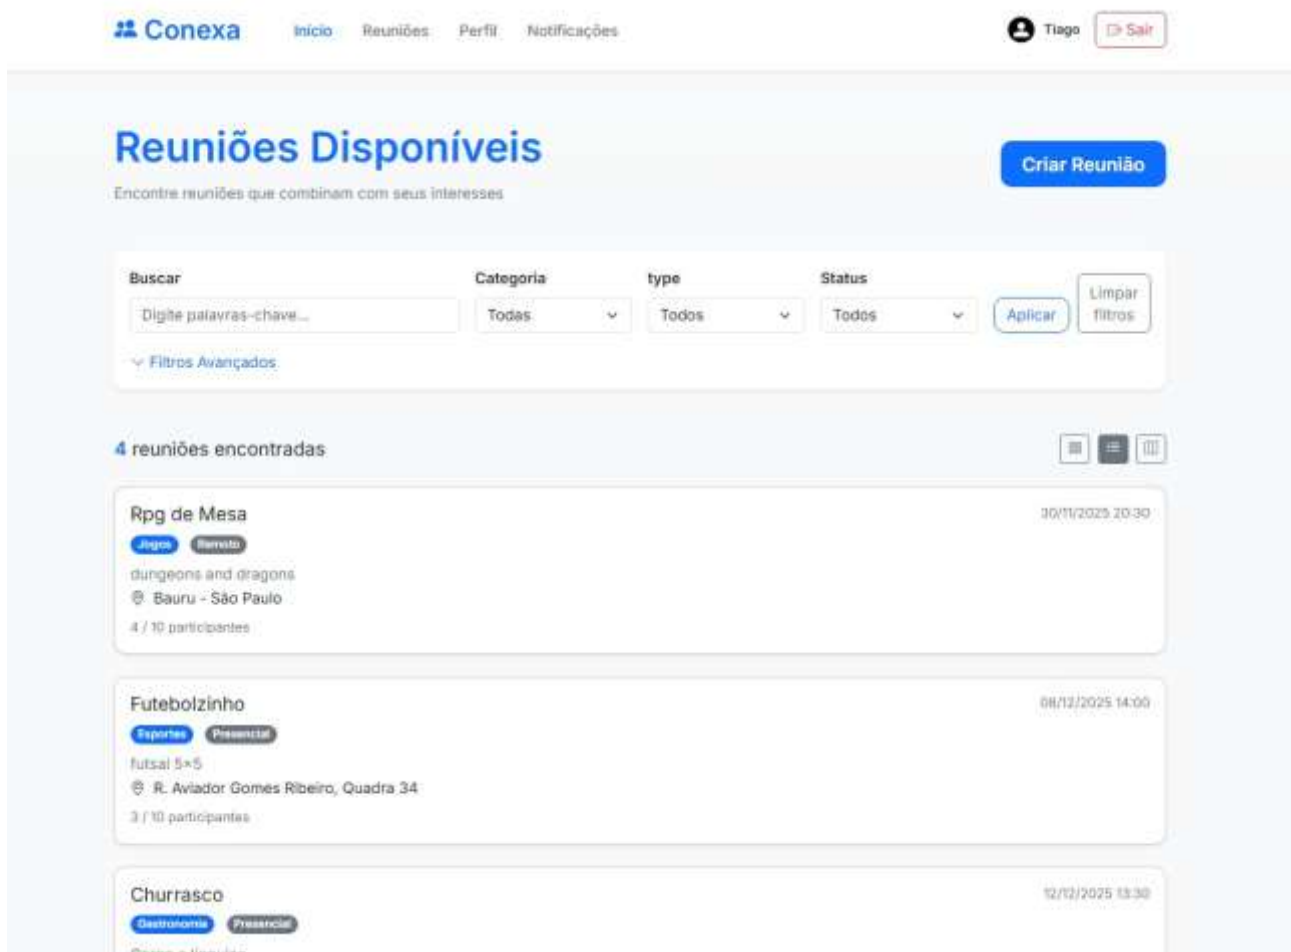 Conexa Início Reuniões Perfil Notificações Tiago Sair
Reuniões Disponíveis
Criar Reunião
Encontre reuniões que combinam com seus interesses
Buscar Categoria type Status
Digite palavras-chave... Todas Todos Todos Aplicar Limpar filtros
Filtros Avançados
4 reuniões encontradas
Rpg de Mesa 30/11/2025 20:30
Jogos Remoto
dungeons and dragons
Bauru - São Paulo
4 / 10 participantes
Futebolzinho 08/12/2025 14:00
Esportes Presencial
futsal 5x5
R. Aviador Gomes Ribeiro, Quadra 34
3 / 10 participantes
Churrasco 12/12/2025 13:30
Gastronomia Presencial